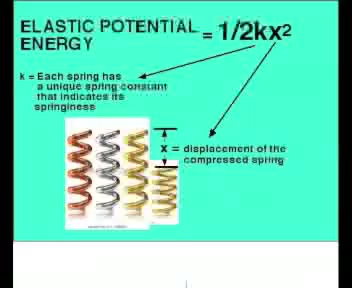 ELASTIC POTENTIAL ENERGY = 1/2kx2
k = Each spring has
a unique spring constant
that indicates its
springiness
x = displacement of the
compressed spring